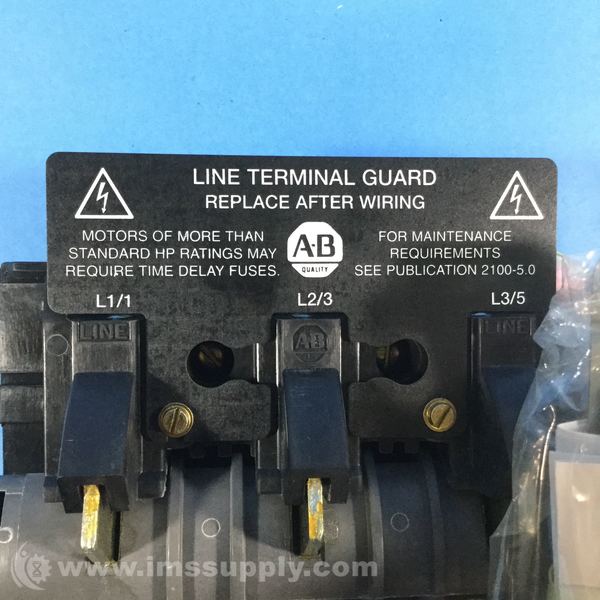 LINE TERMINAL GUARD
REPLACE AFTER WIRING
MOTORS OF MORE THAN
STANDARD HP RATINGS MAY
REQUIRE TIME DELAY FUSES.
A-B
QUALITY
FOR MAINTENANCE
REQUIREMENTS
SEE PUBLICATION 2100-5.0
L1/1
L2/3
L3/5
LINE
AB
LINE
www.imssupply.com